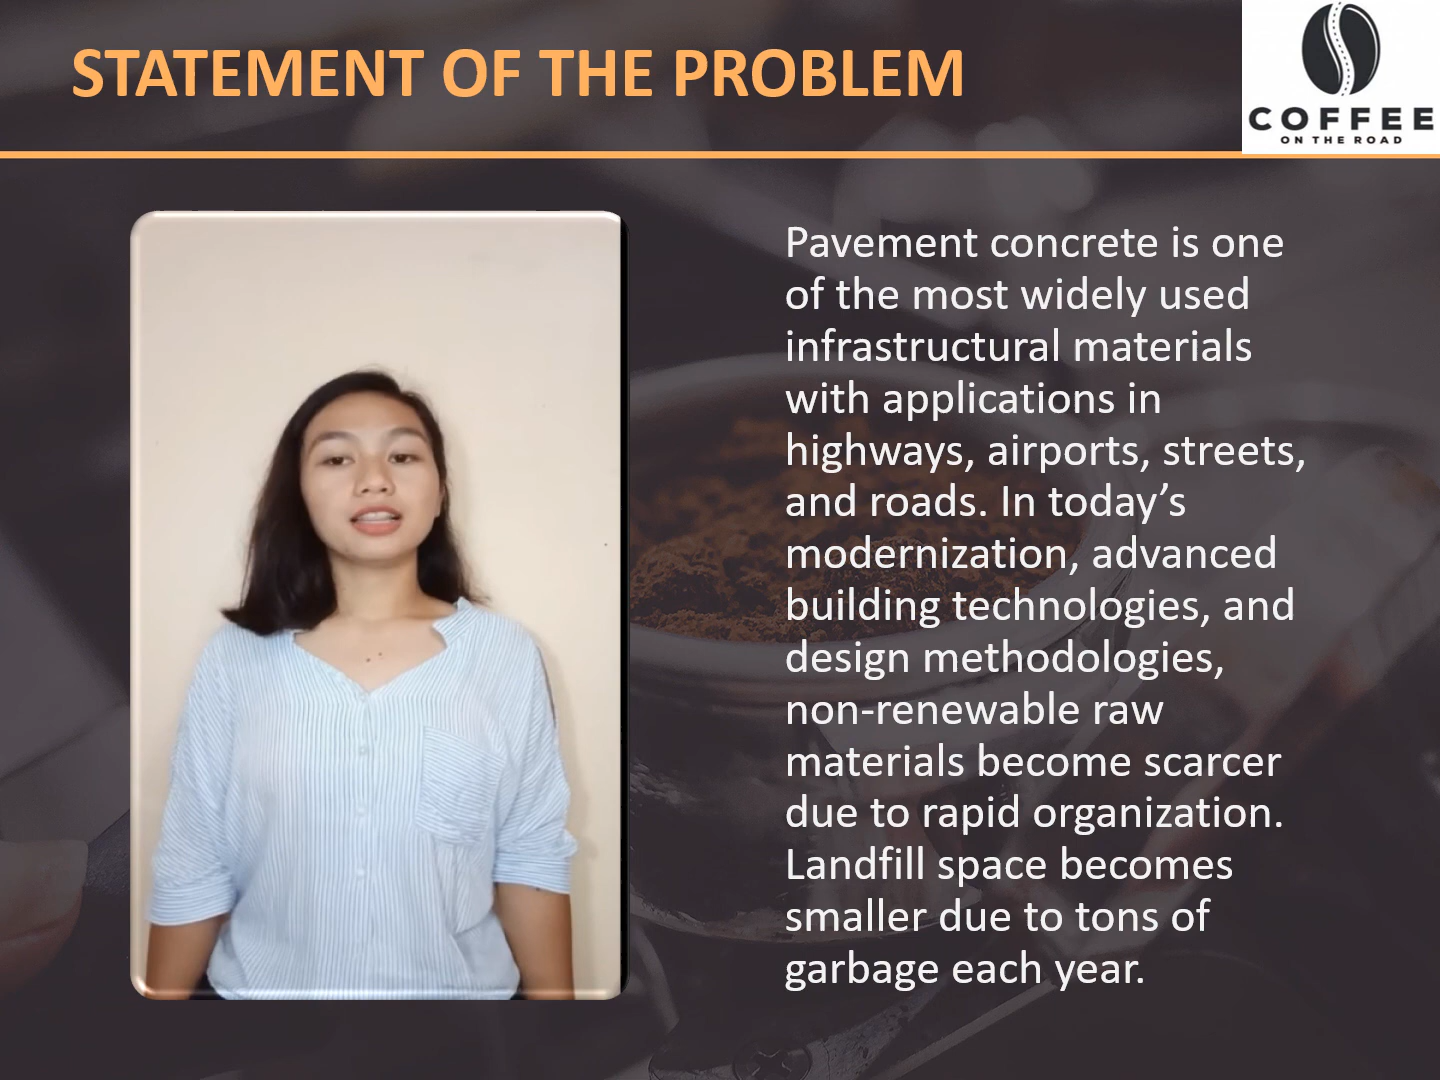 STATEMENT OF THE PROBLEM
COFFEE
ON THE ROAD
Pavement concrete is one
of the most widely used
infrastructural materials
with applications in
highways, airports, streets,
and roads. In today’s
modernization, advanced
building technologies, and
design methodologies,
non-renewable raw
materials become scarcer
due to rapid organization.
Landfill space becomes
smaller due to tons of
garbage each year.